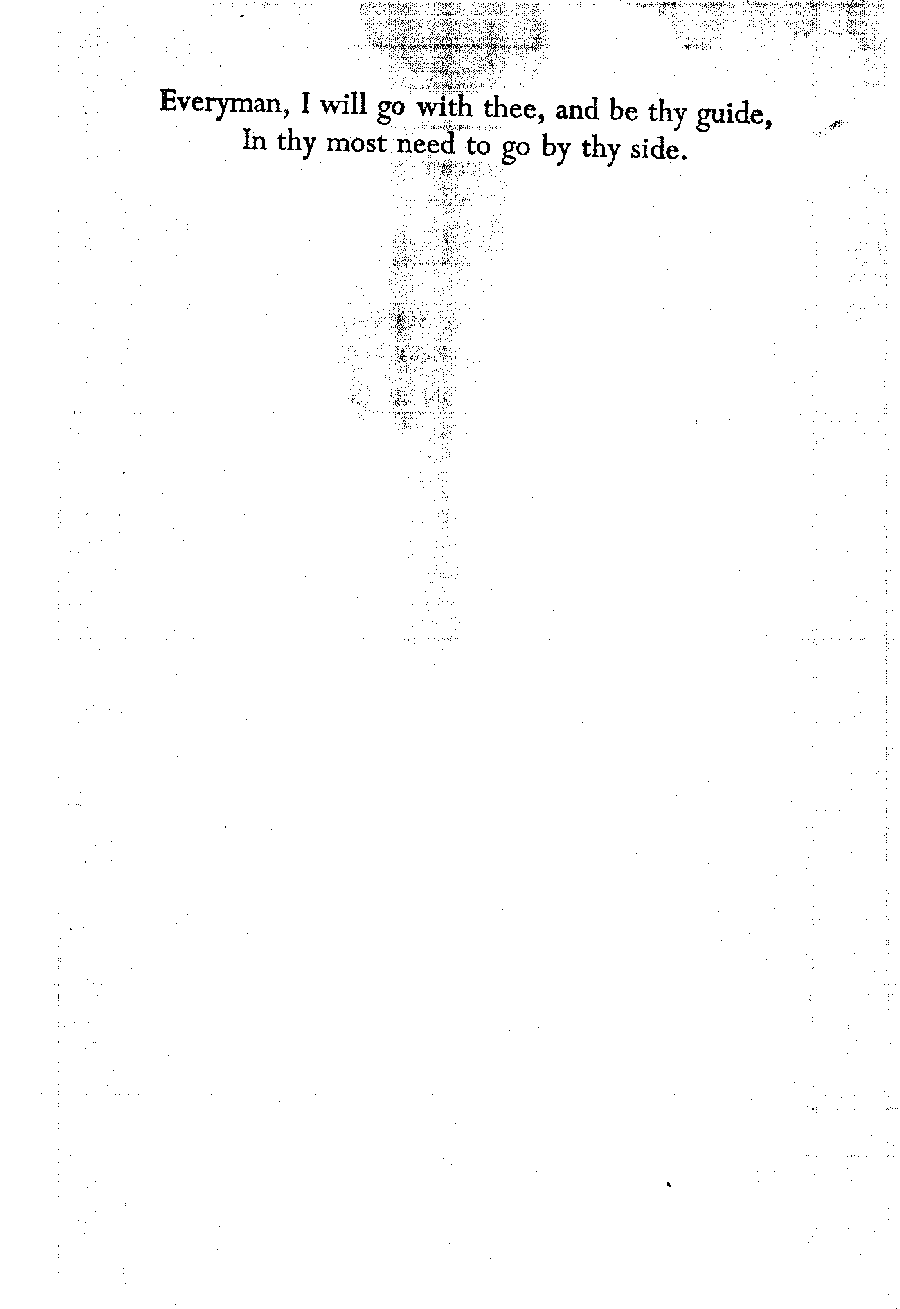 Everyman, I will go with thee, and be thy guide,
In thy most need to go by thy side.